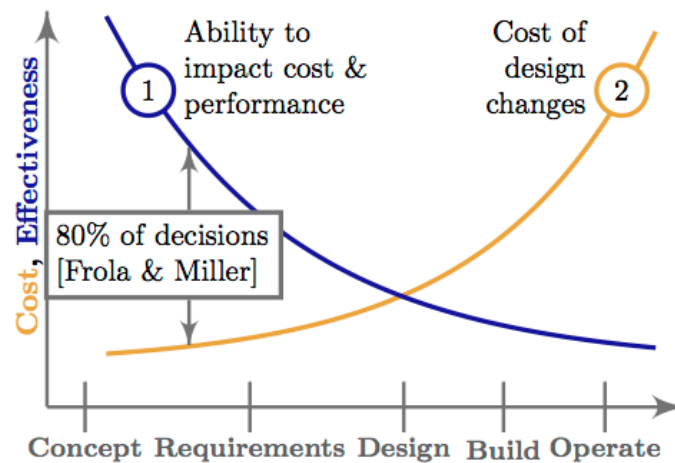 Ability to
impact cost &
performance
1
Cost of
design
changes
2
Cost, Effectiveness
80% of decisions
[Frola & Miller]
Concept Requirements Design Build Operate